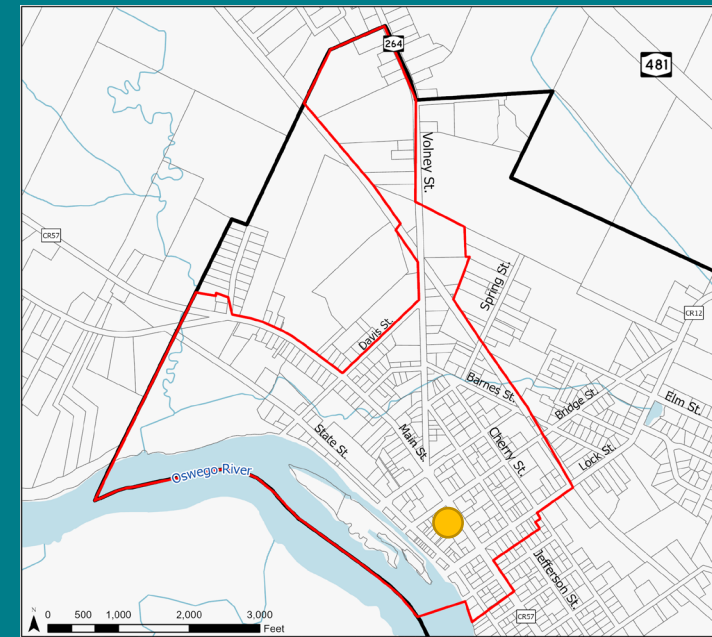 264
481
Volney St.
CR57
Spring St.
CR12
Davis St.
Barnes St.
Bridge St.
Elm St.
State St.
Main St.
Cherry St.
Lock St.
Oswego River
Jefferson St.
N
0 500 1,000 2,000 3,000
Feet
CR57